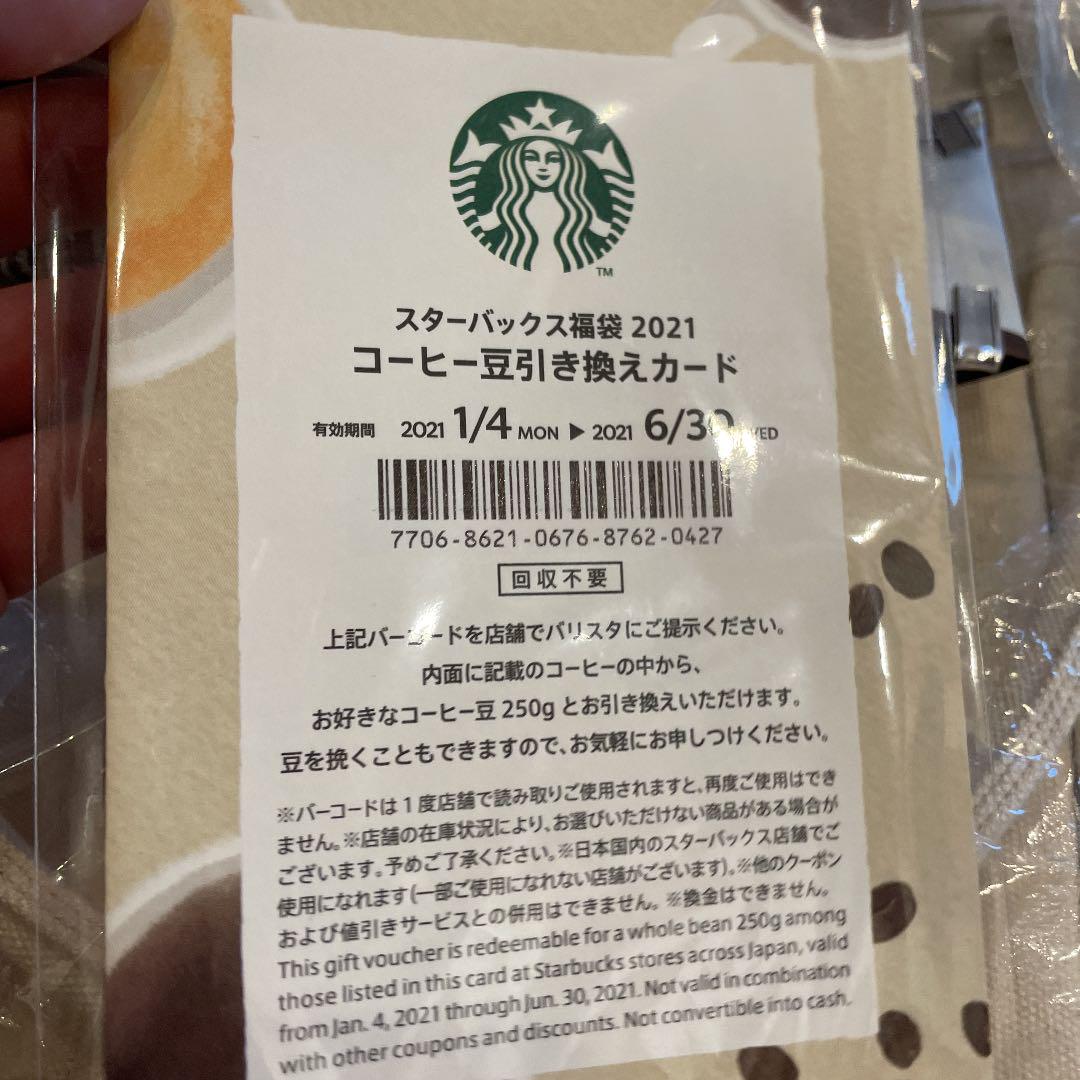 TM
スターバックス福袋 2021
コーヒー豆引き換えカード
有効期間 2021 1/4 MON ▶ 2021 6/30 WED
7706-8621-0676-8762-0427
回収不要
上記バーコードを店舗でバリスタにご提示ください。
内面に記載のコーヒーの中から、
お好きなコーヒー豆 250g とお引き換えいただけます。
豆を挽くこともできますので、お気軽にお申しつけください。
※バーコードは1度店舗で読み取りご使用されますと、再度ご使用はでき
ません。※店舗の在庫状況により、お選びいただけない商品がある場合が
ございます。予めご了承ください。※日本国内のスターバックス店舗でご
使用になれます(一部ご使用になれない店舗がございます)。※他のクーポン
および値引きサービスとの併用はできません。※換金はできません。
This gift voucher is redeemable for a whole bean 250g among
those listed in this card at Starbucks stores across Japan, valid
from Jan. 4, 2021 through Jun. 30, 2021. Not valid in combination
with other coupons and discounts. Not convertible into cash.